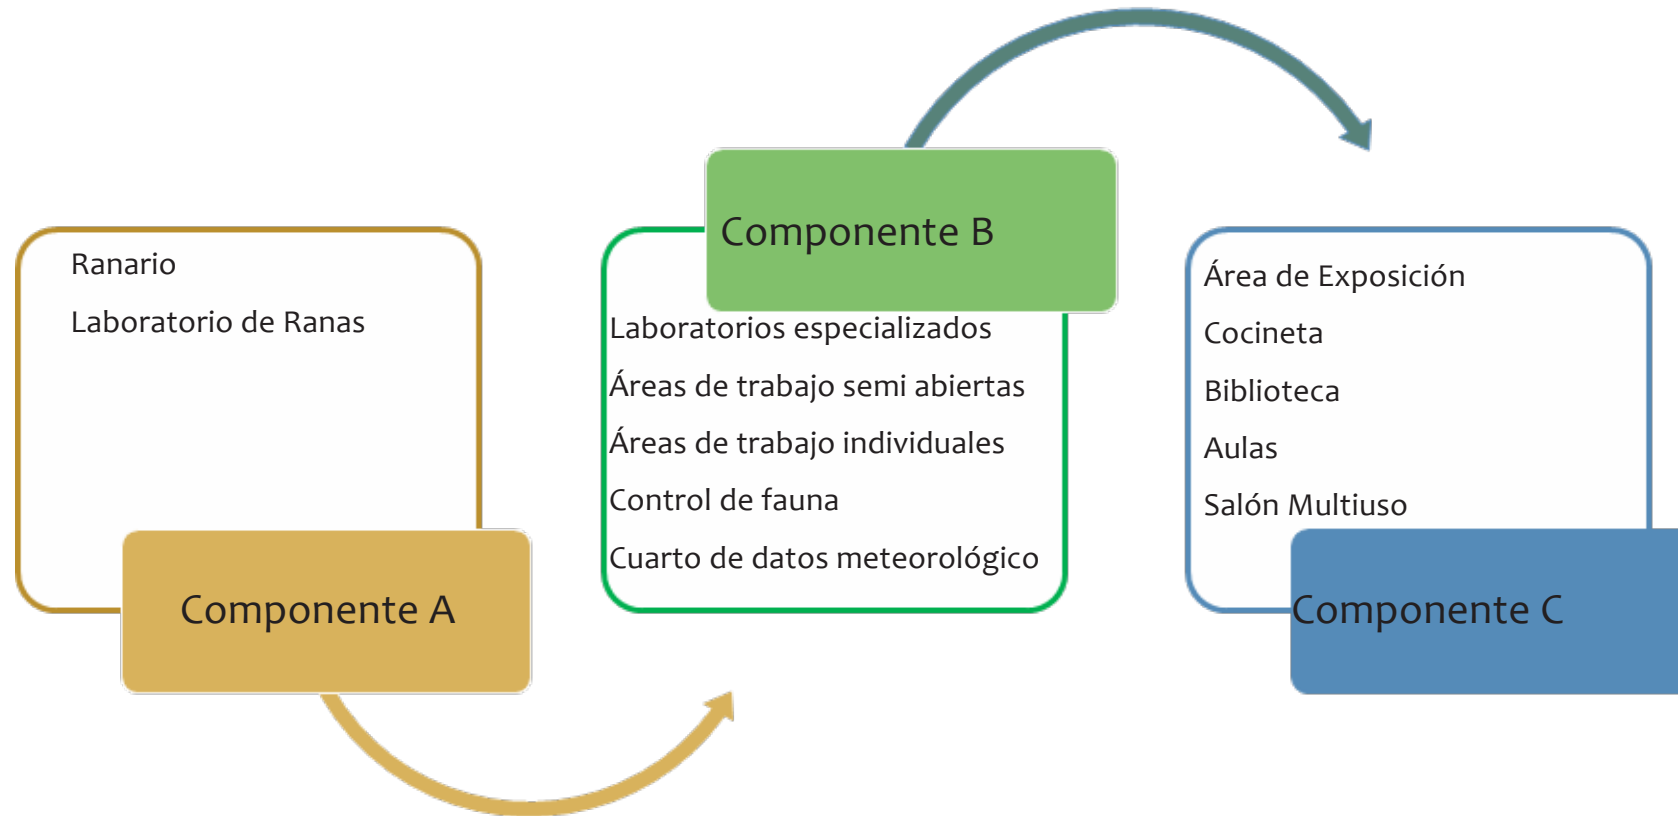 Ranario
Laboratorio de Ranas
Componente A
Componente B
Laboratorios especializados
Áreas de trabajo semi abiertas
Áreas de trabajo individuales
Control de fauna
Cuarto de datos meteorológico
Área de Exposición
Cocineta
Biblioteca
Aulas
Salón Multiuso
Componente C